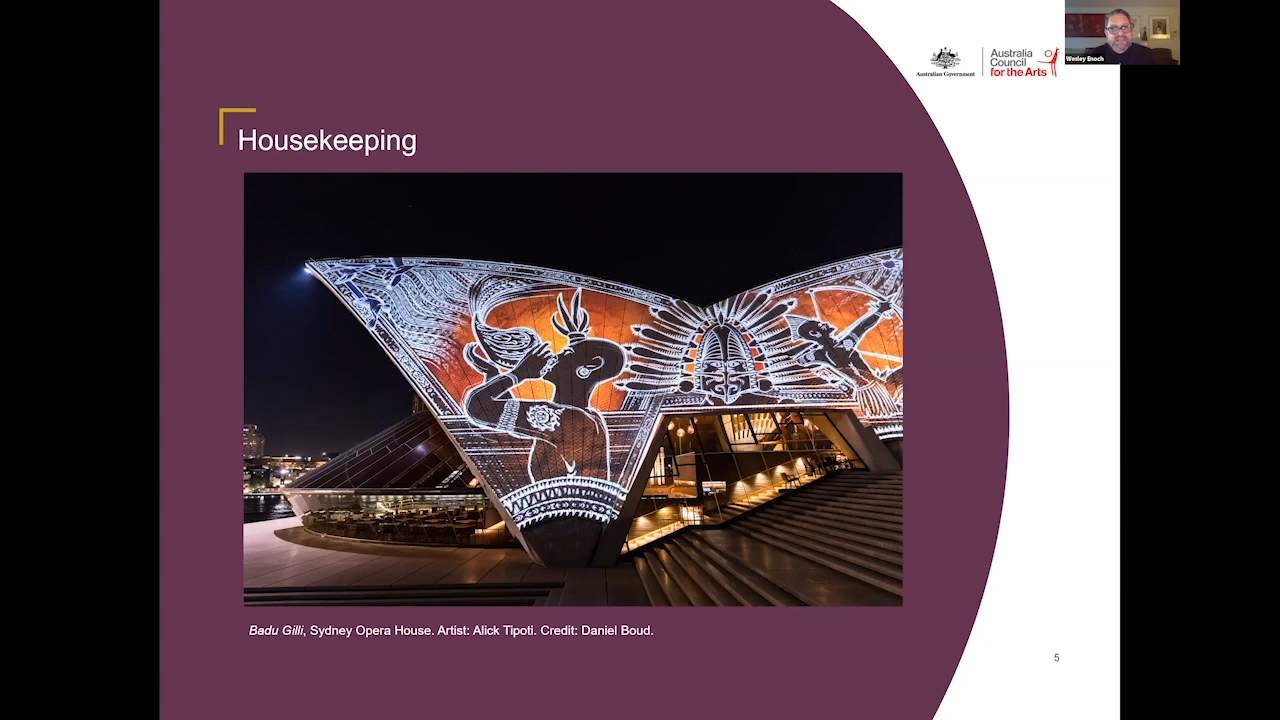 Australian Government
Australia
Council
for the Arts
Wesley Enoch
Housekeeping
Badu Gilli, Sydney Opera House. Artist: Alick Tipoti. Credit: Daniel Boud.
5